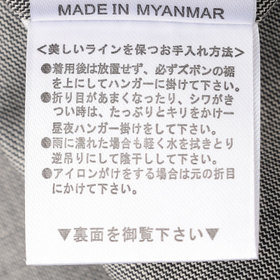 MADE IN MYANMAR
<美しいラインを保つお手入れ方法>
●着用後は放置せず、必ずズボンの裾
を上にしてハンガーに掛けて下さい。
●折り目があまくなったり、シワがき
つい時は、たっぷりとキリをかけ一
昼夜ハンガー掛けをして下さい。
●雨に濡れた場合も軽く水を拭きとり
逆吊りにして陰干しして下さい。
●アイロンがけをする場合は元の折目
にかけて下さい。
▼裏面を御覧下さい▼